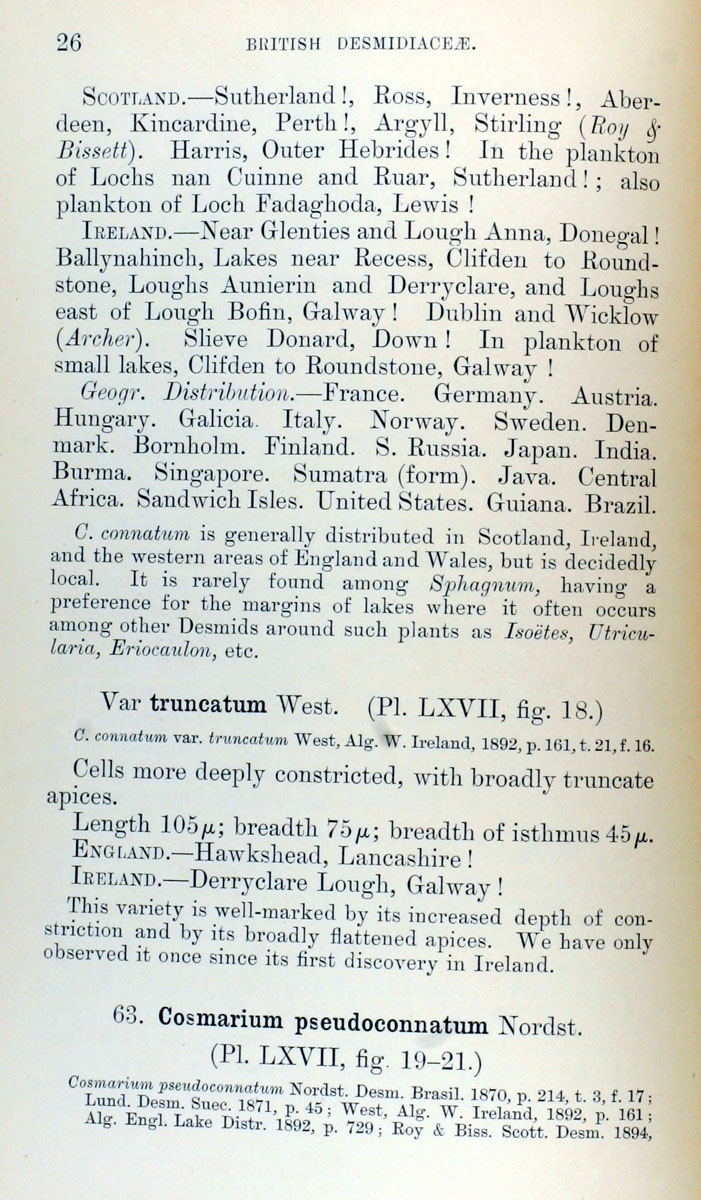 26 BRITISH DESMIDIACEÆ.
SCOTLAND.—Sutherland!, Ross, Inverness!, Aber-
deen, Kincardine, Perth!, Argyll, Stirling (Roy &
Bissett). Harris, Outer Hebrides! In the plankton
of Lochs nan Cuinne and Ruar, Sutherland!; also
plankton of Loch Fadaghoda, Lewis!
IRELAND.—Near Glenties and Lough Anna, Donegal!
Ballynahinch, Lakes near Recess, Clifden to Round-
stone, Loughs Aunierin and Derryclare, and Loughs
east of Lough Bofin, Galway! Dublin and Wicklow
(Archer). Slieve Donard, Down! In plankton of
small lakes, Clifden to Roundstone, Galway!
Geogr. Distribution.—France. Germany. Austria.
Hungary. Galicia. Italy. Norway. Sweden. Den-
mark. Bornholm. Finland. S. Russia. Japan. India.
Burma. Singapore. Sumatra (form). Java. Central
Africa. Sandwich Isles. United States. Guiana. Brazil.
C. connatum is generally distributed in Scotland, Ireland,
and the western areas of England and Wales, but is decidedly
local. It is rarely found among Sphagnum, having a
preference for the margins of lakes where it often occurs
among other Desmids around such plants as Isoëtes, Utricu-
laria, Eriocaulon, etc.
Var truncatum West. (Pl. LXVII, fig. 18.)
C. connatum var. truncatum West, Alg. W. Ireland, 1892, p. 161, t. 21, f. 16.
Cells more deeply constricted, with broadly truncate
apices.
Length 105 μ; breadth 75 μ; breadth of isthmus 45 μ.
ENGLAND.—Hawkshead, Lancashire!
IRELAND.—Derryclare Lough, Galway!
This variety is well-marked by its increased depth of con-
striction and by its broadly flattened apices. We have only
observed it once since its first discovery in Ireland.
63. Cosmarium pseudoconnatum Nordst.
(Pl. LXVII, fig. 19–21.)
Cosmarium pseudoconnatum Nordst. Desm. Brasil. 1870, p. 214, t. 3, f. 17;
Lund. Desm. Suec. 1871, p. 45; West, Alg. W. Ireland, 1892, p. 161;
Alg. Engl. Lake Distr. 1892, p. 729; Roy & Biss. Scott. Desm. 1894,